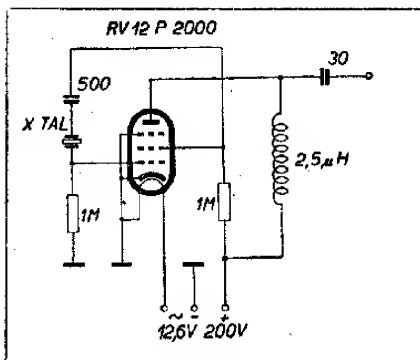 RV 12 P 2000
500
30
X TAL
2,5µH
1M
1M
~ - +
12,6V 200V